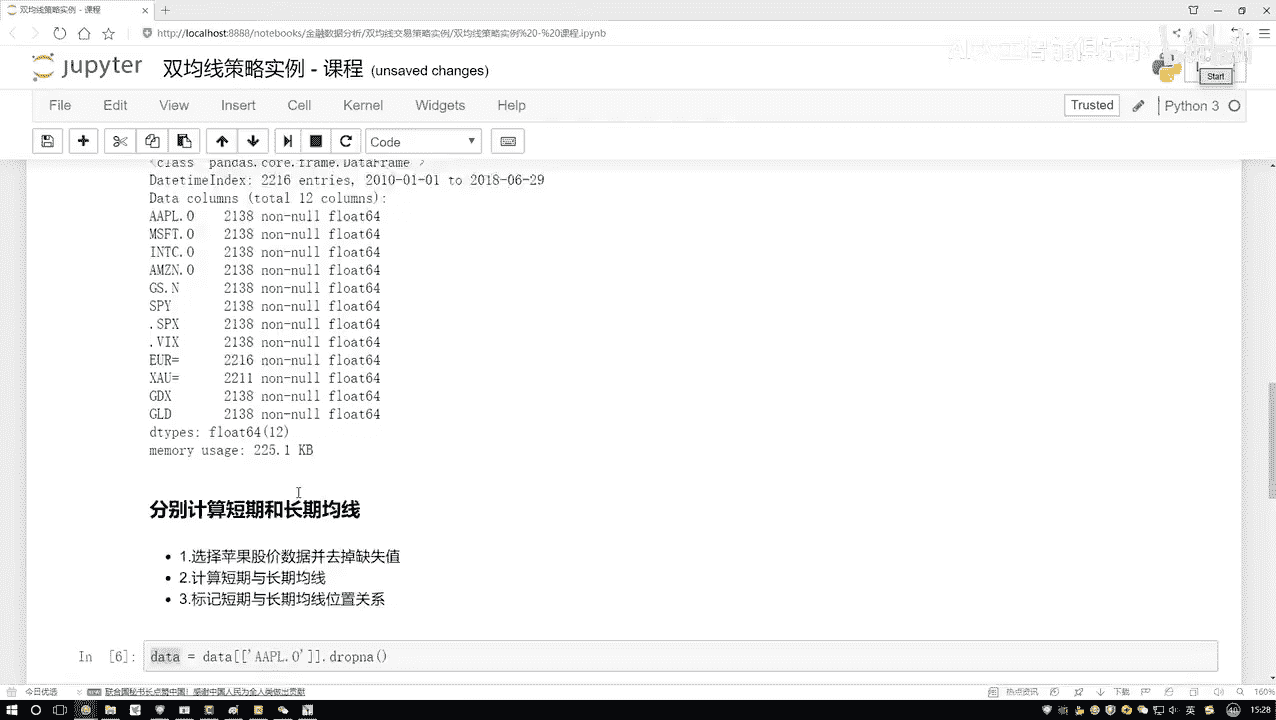 双均线策略实例 - 课程
http://localhost:8888/notebooks/金融数据分析/双均线交易策略实例/双均线策略实例%20-%20课程.ipynb
jupyter 双均线策略实例 - 课程 (unsaved changes)
Start
File Edit View Insert Cell Kernel Widgets Help
Trusted Python 3
Code
<class 'pandas.core.frame.DataFrame'>
DatetimeIndex: 2216 entries, 2010-01-01 to 2018-06-29
Data columns (total 12 columns):
AAPL.O 2138 non-null float64
MSFT.O 2138 non-null float64
INTC.O 2138 non-null float64
AMZN.O 2138 non-null float64
GS.N 2138 non-null float64
SPY 2138 non-null float64
.SPX 2138 non-null float64
.VIX 2138 non-null float64
EUR= 2216 non-null float64
XAU= 2211 non-null float64
GDX 2138 non-null float64
GLD 2138 non-null float64
dtypes: float64(12)
memory usage: 225.1 KB
分别计算短期和长期均线
1.选择苹果股价数据并去掉缺失值
2.计算短期与长期均线
3.标记短期与长期均线位置关系
In [6]: data = data[['AAPL.O']].dropna()
今日优选 联合国秘书长点赞中国!感谢中国人民为全人类做出贡献 热点资讯 下载 160%
英 15:28